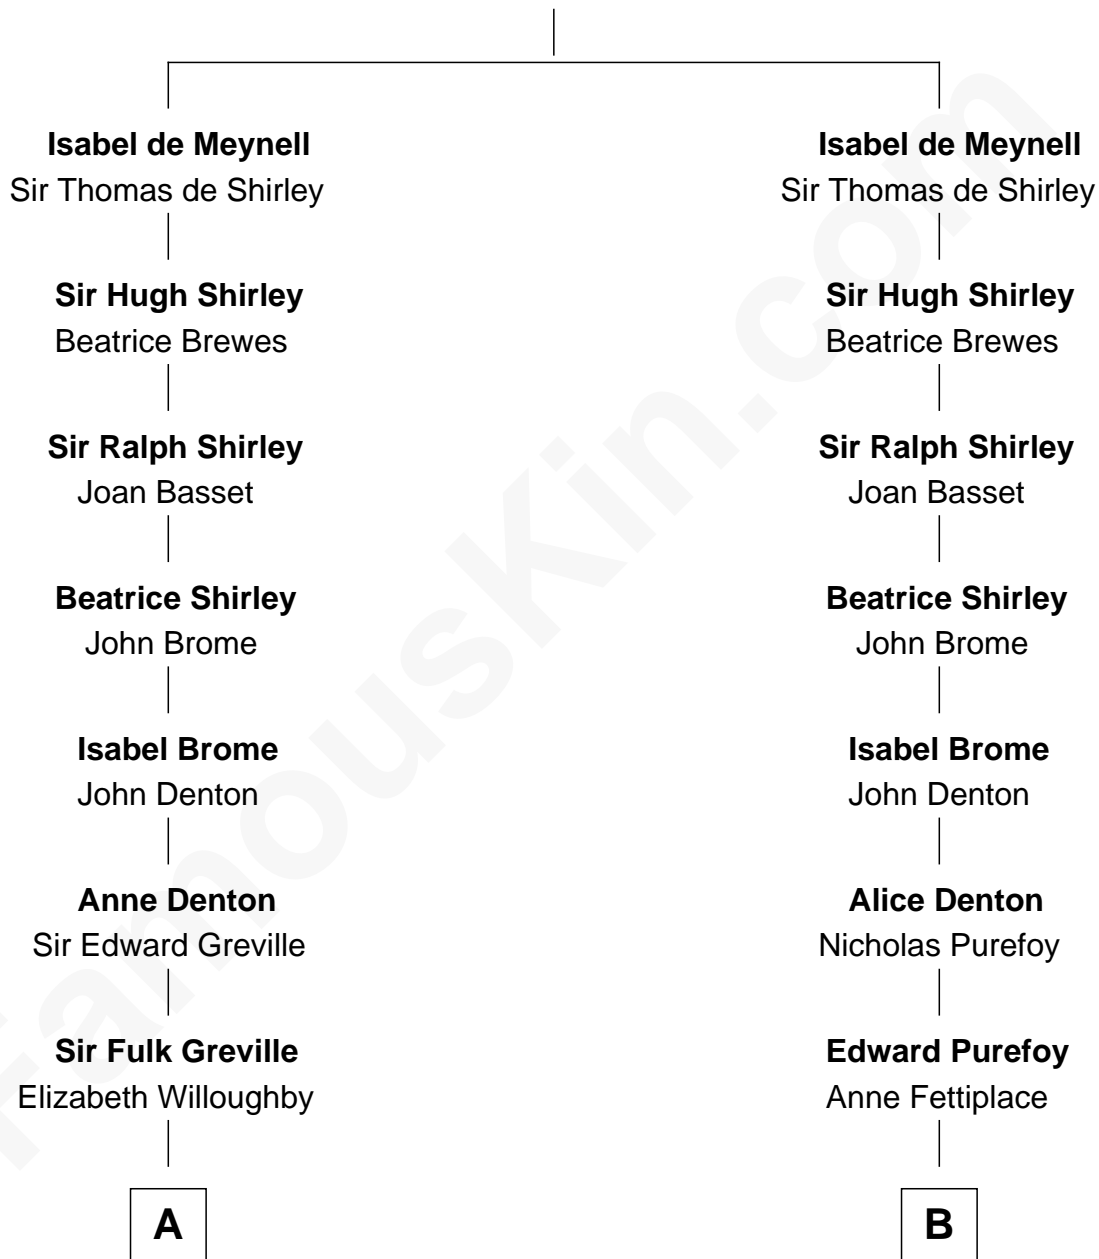 Isabel de Meynell
Sir Thomas de Shirley
Sir Hugh Shirley
Beatrice Brewes
Sir Ralph Shirley
Joan Basset
Beatrice Shirley
John Brome
Isabel Brome
John Denton
Anne Denton
Sir Edward Greville
Sir Fulk Greville
Elizabeth Willoughby
A
Isabel de Meynell
Sir Thomas de Shirley
Sir Hugh Shirley
Beatrice Brewes
Sir Ralph Shirley
Joan Basset
Beatrice Shirley
John Brome
Isabel Brome
John Denton
Alice Denton
Nicholas Purefoy
Edward Purefoy
Anne Fettiplace
B
FamousKin.com